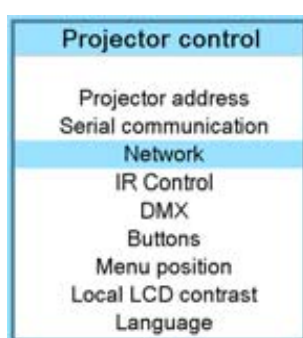 Projector control
Projector address
Serial communication
Network
IR Control
DMX
Buttons
Menu position
Local LCD contrast
Language